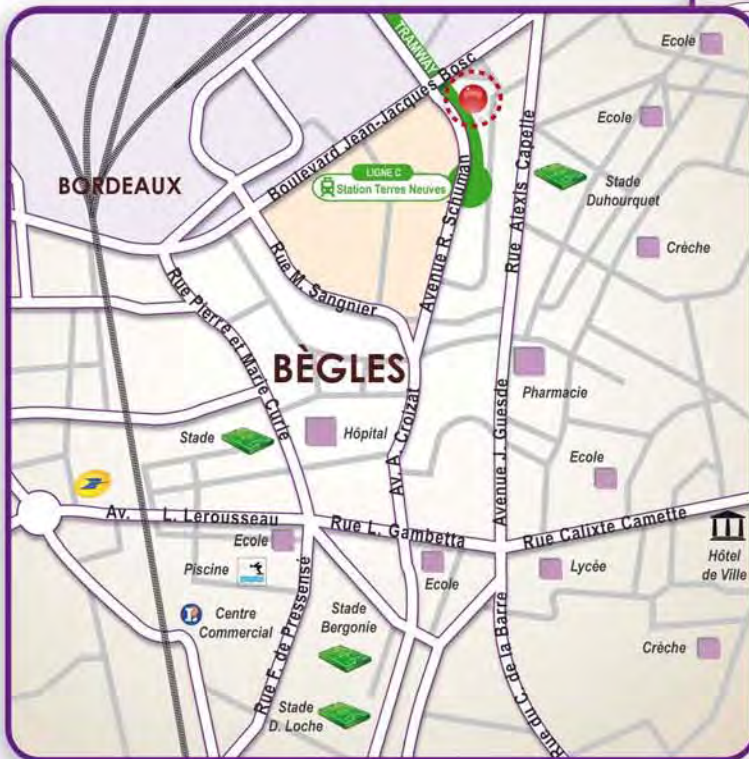 TRAMWAY
Ecole
Boulevard Jean-Jacques Bosc
Ecole
BORDEAUX
LIGNE C
Station Terres Neuves
Avenue R. Schuman
Rue Alexis Capelle
Stade
Duhourquet
Crèche
Rue M. Sangnier
Rue Pierre et Marie Curie
BÈGLES
Pharmacie
Stade
Hôpital
Av. A. Croizat
Avenue J. Guesde
Ecole
Av. L. Lerousseau
Rue L. Gambetta
Rue Calixte Camette
Ecole
Piscine
Ecole
Lycée
Hôtel
de Ville
Centre
Commercial
Rue F. de Pressensé
Stade
Bergonie
Rue du C. de la Barre
Crèche
Stade
D. Loche